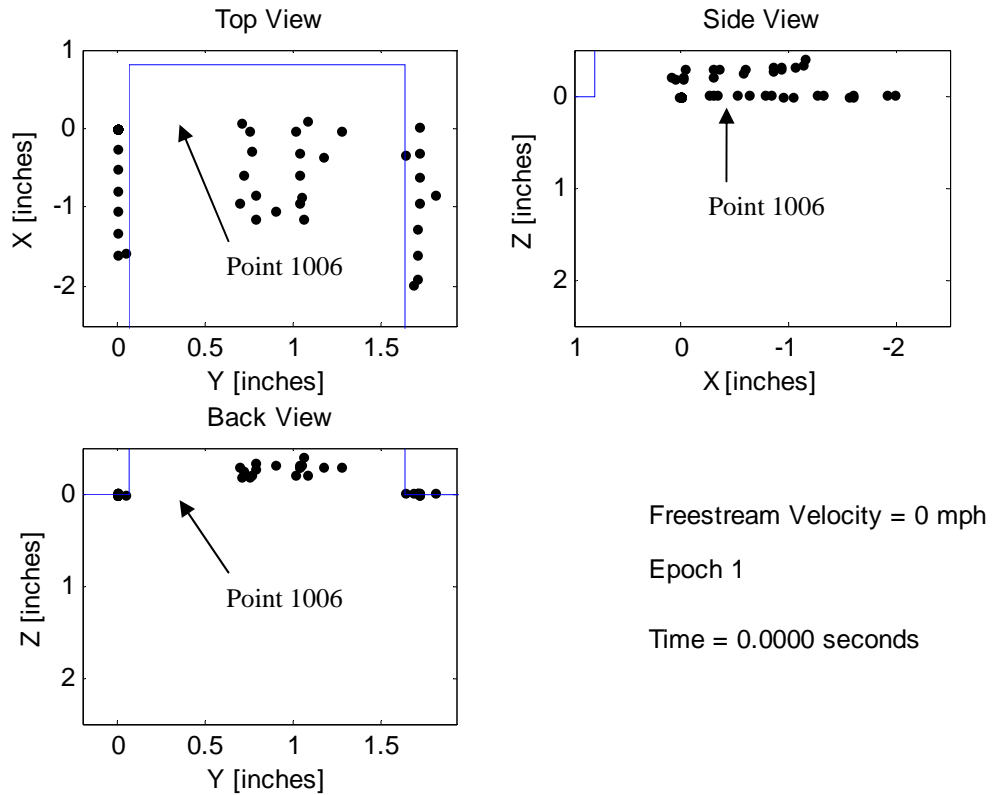 Top View
1
0
-1
-2
X [inches]
Point 1006
0
0.5
1
1.5
Y [inches]
Side View
0
1
2
Z [inches]
Point 1006
1
0
-1
-2
X [inches]
Back View
0
1
2
Z [inches]
Point 1006
0
0.5
1
1.5
Y [inches]
Freestream Velocity = 0 mph
Epoch 1
Time = 0.0000 seconds